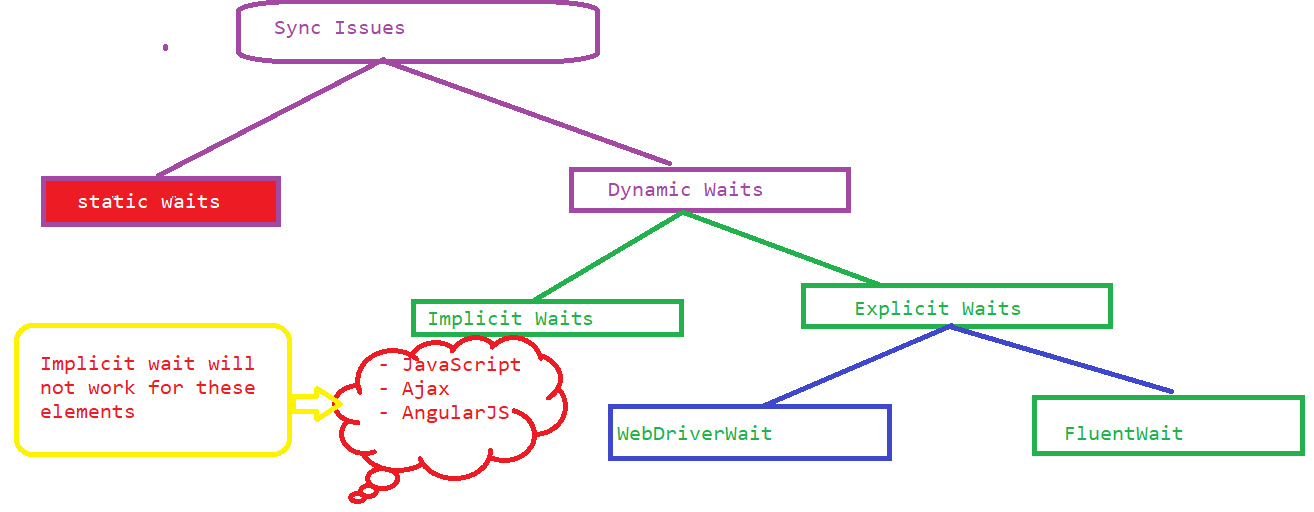 Sync Issues
static waits
Dynamic Waits
Implicit Waits
Explicit Waits
Implicit wait will
not work for these
elements
- JavaScript
- Ajax
- AngularJS
WebDriverWait
FluentWait